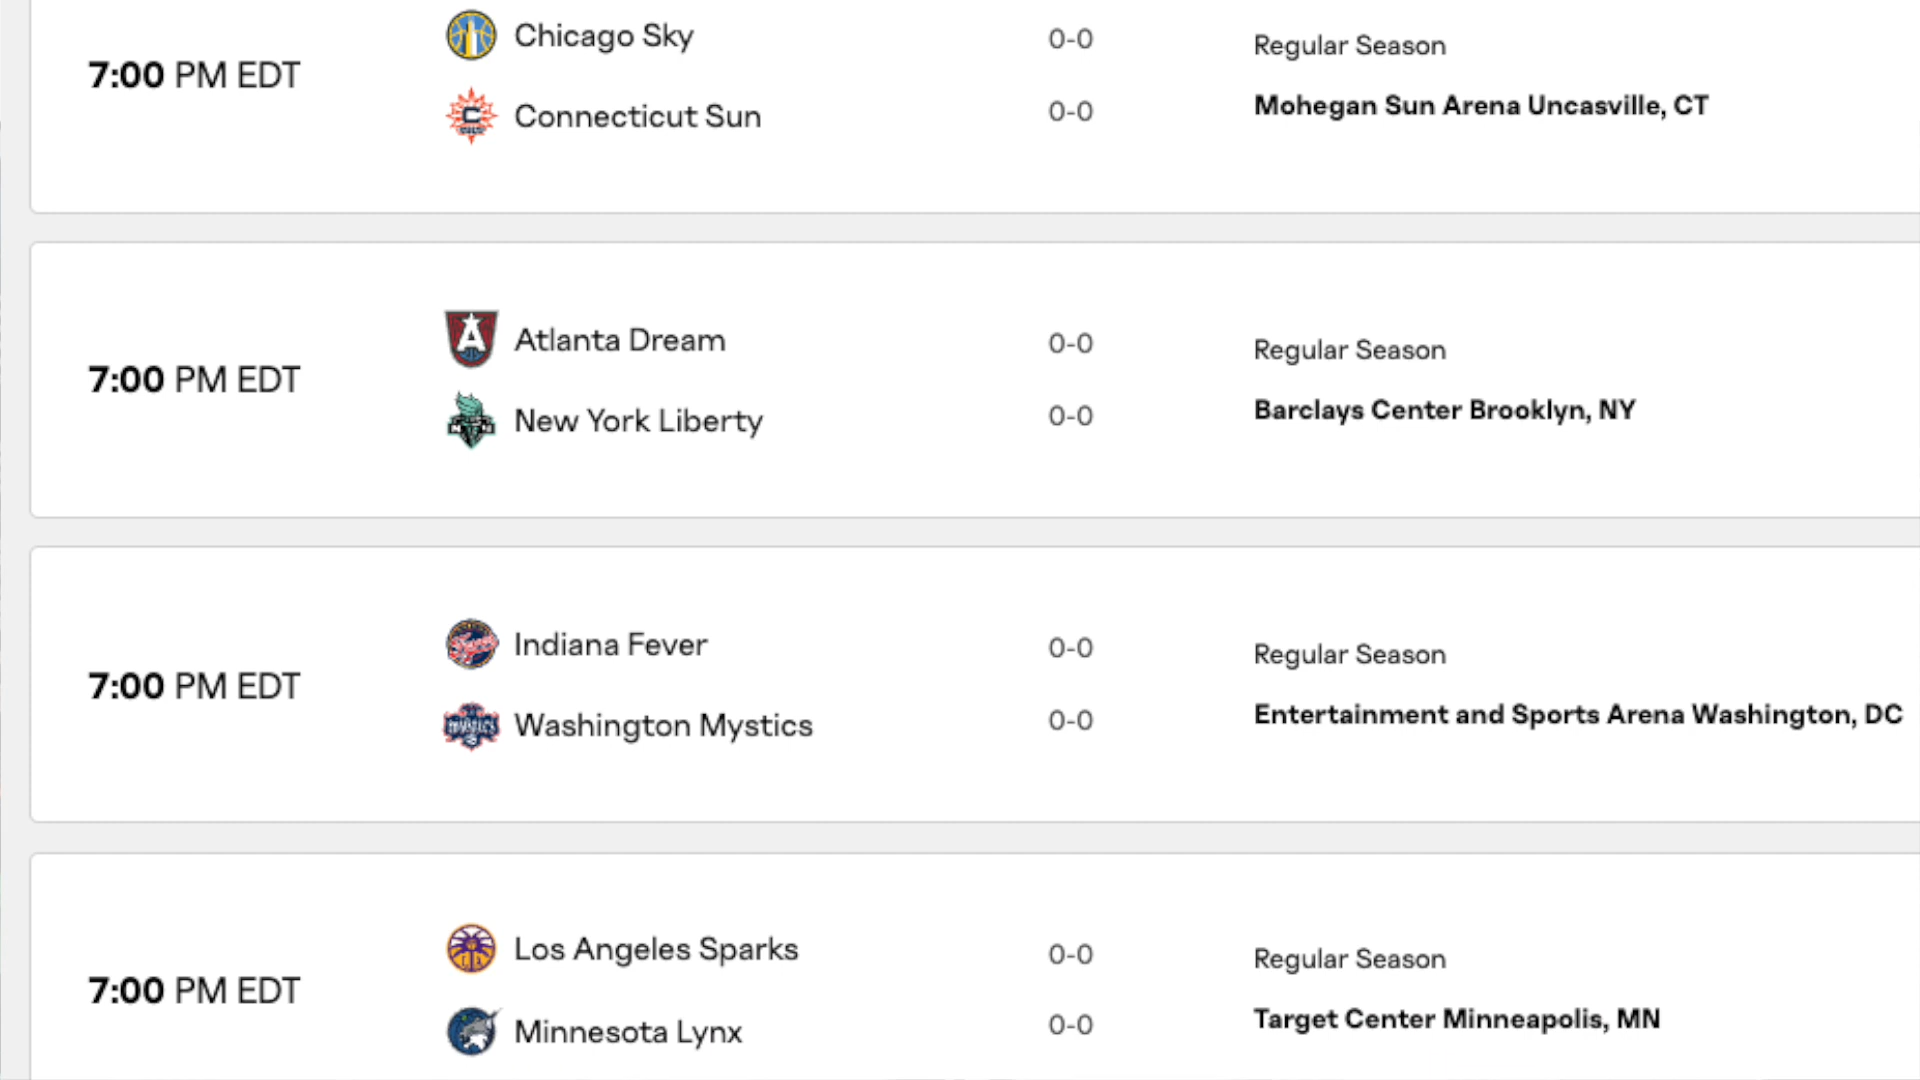 7:00 PM EDT
Chicago Sky
0-0
Connecticut Sun
0-0
Regular Season
Mohegan Sun Arena Uncasville, CT
7:00 PM EDT
Atlanta Dream
0-0
New York Liberty
0-0
Regular Season
Barclays Center Brooklyn, NY
7:00 PM EDT
Indiana Fever
0-0
Washington Mystics
0-0
Regular Season
Entertainment and Sports Arena Washington, DC
7:00 PM EDT
Los Angeles Sparks
0-0
Minnesota Lynx
0-0
Regular Season
Target Center Minneapolis, MN